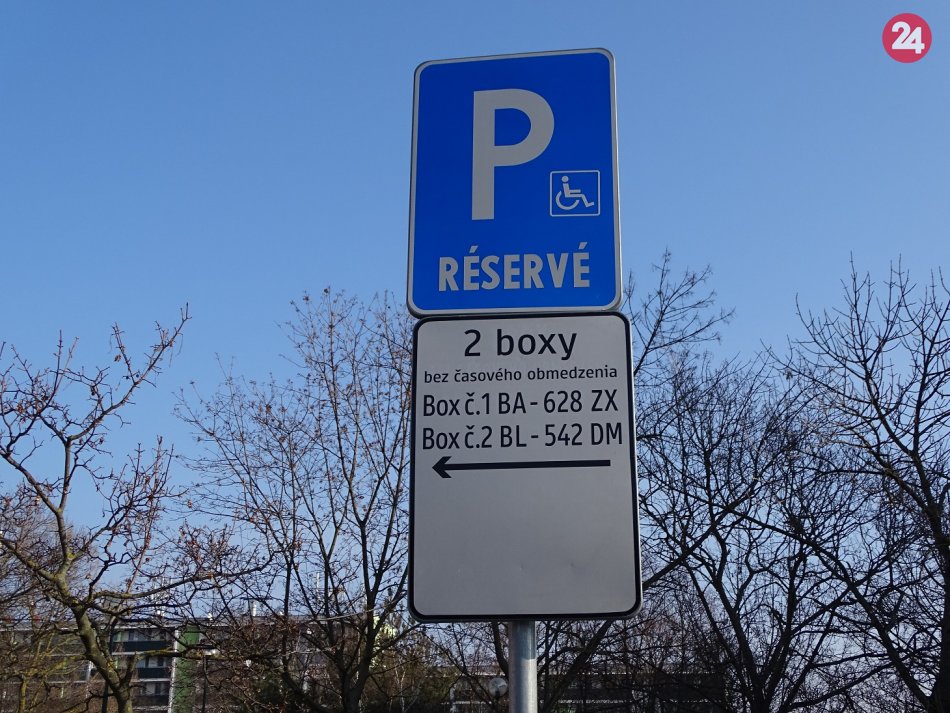 24
P
RÉSERVÉ
2 boxy
bez časového obmedzenia
Box č.1 BA - 628 ZX
Box č.2 BL - 542 DM